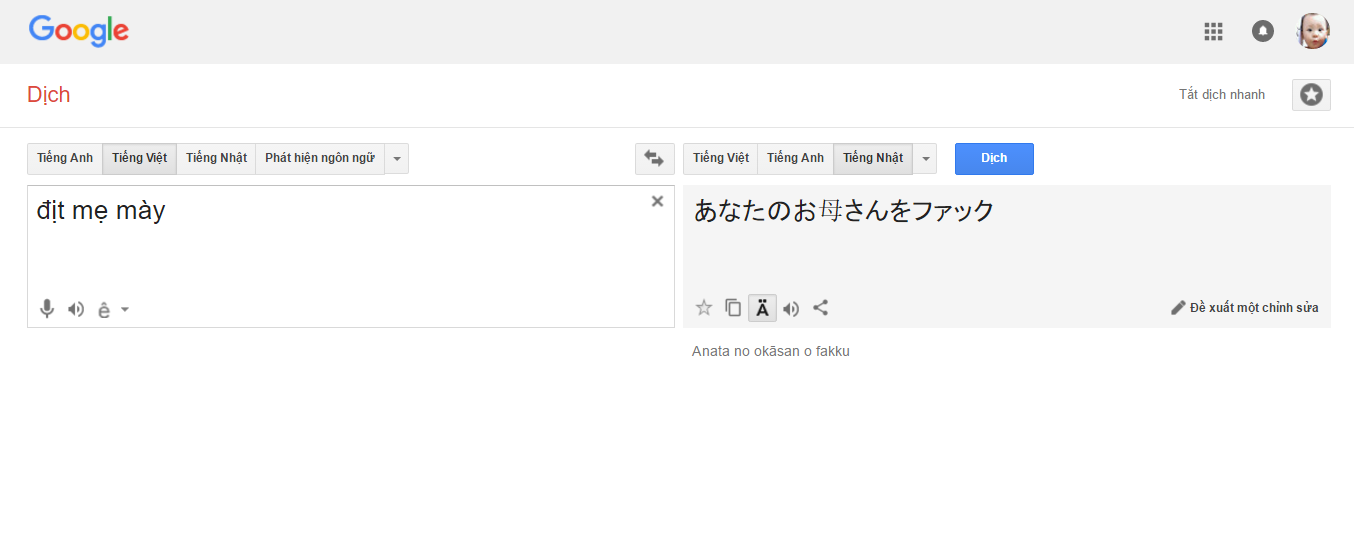 Google
Dịch
Tắt dịch nhanh
Tiếng Anh Tiếng Việt Tiếng Nhật Phát hiện ngôn ngữ
Tiếng Việt Tiếng Anh Tiếng Nhật Dịch
địt mẹ mày
あなたのお母さんをファック
ê
Ä
Đề xuất một chỉnh sửa
Anata no okāsan o fakku